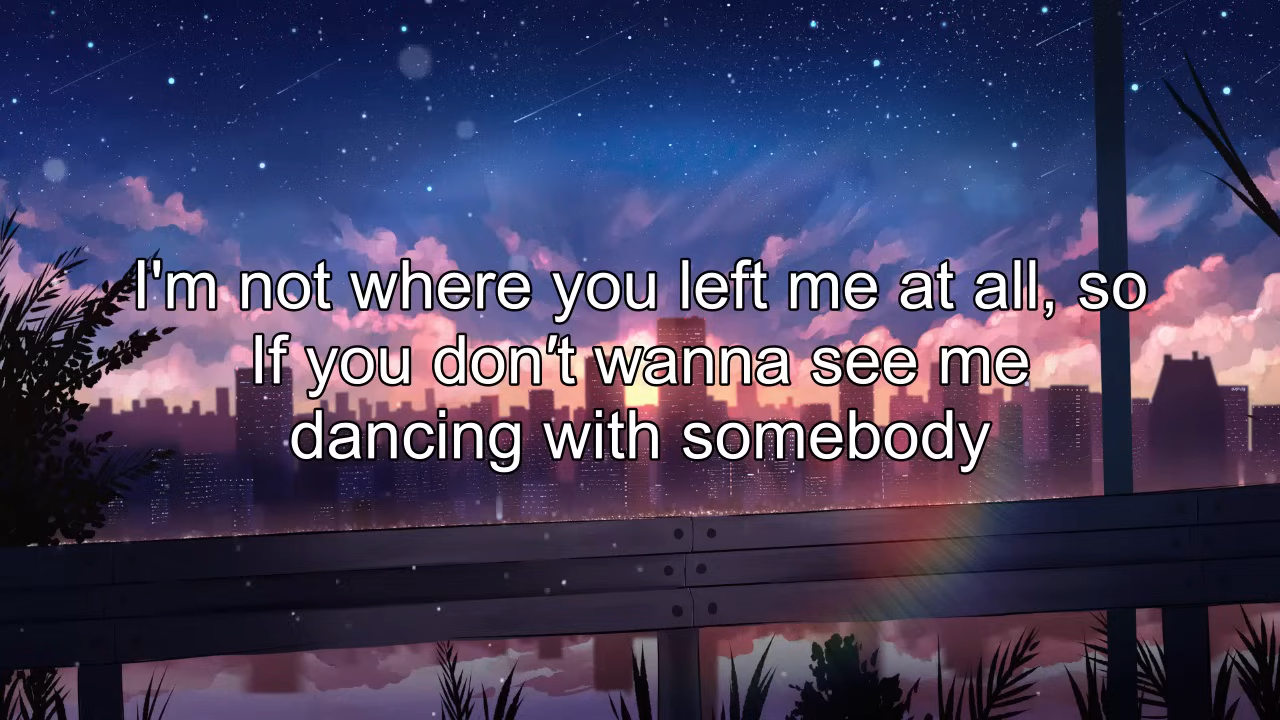 I'm not where you left me at all, so
If you don′t wanna see me
dancing with somebody